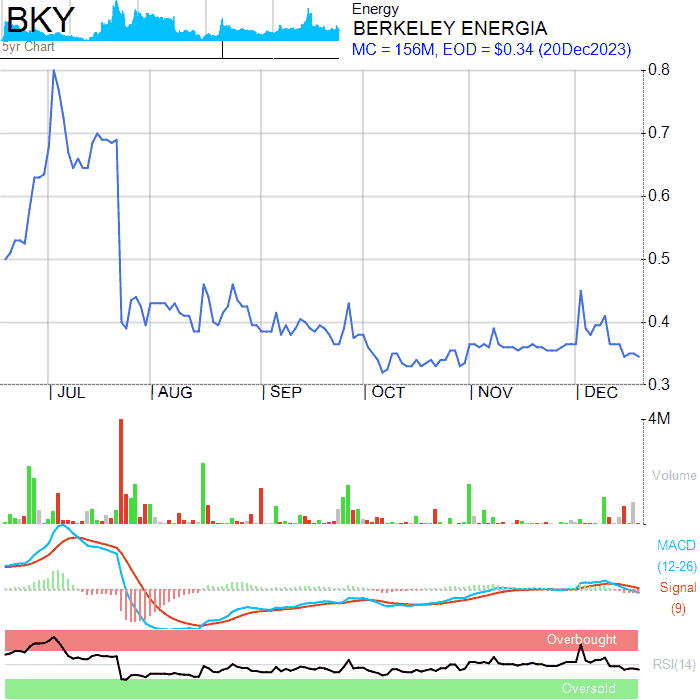 BKY
5yr Chart
Energy
BERKELEY ENERGIA
MC = 156M, EOD = $0.34 (20Dec2023)
0.8
0.7
0.6
0.5
0.4
0.3
JUL AUG SEP OCT NOV DEC
4M
Volume
MACD
(12-26)
Signal
(9)
Overbought
RSI(14)
Oversold